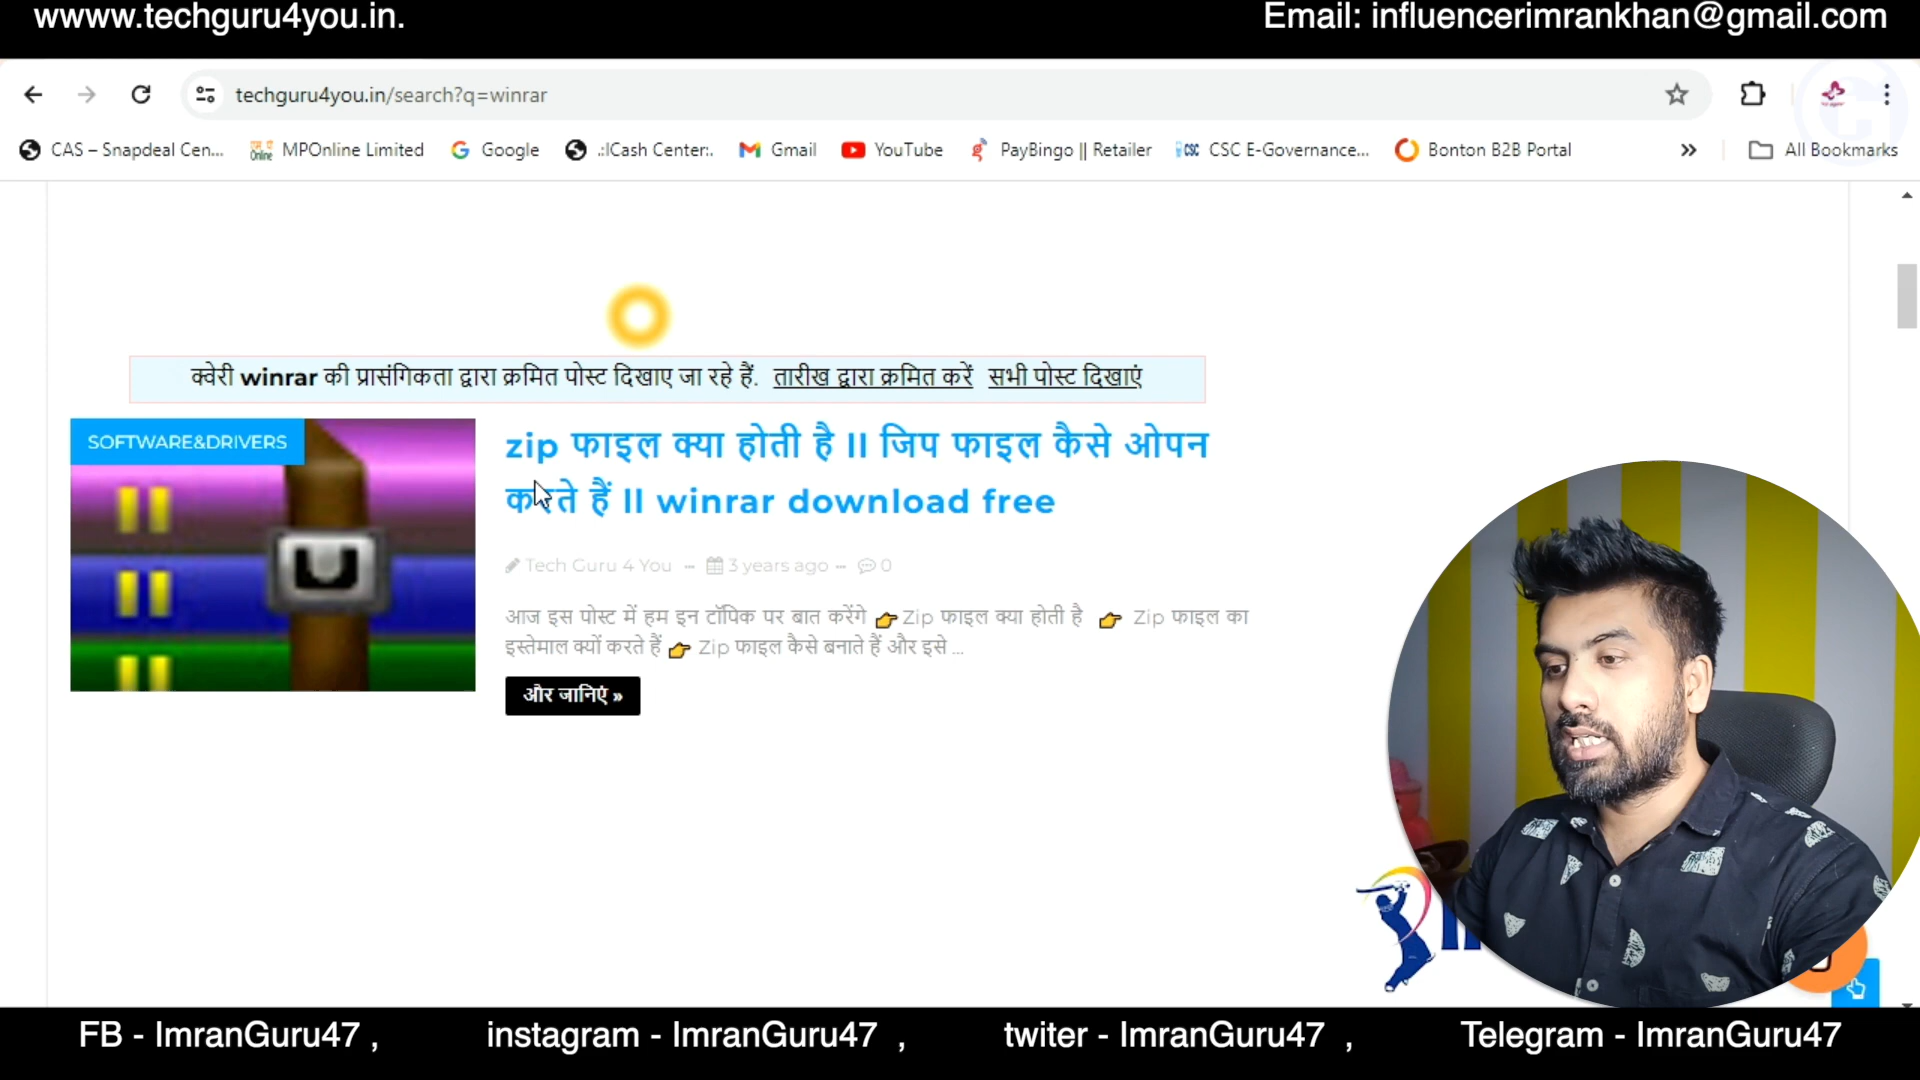 www.techguru4you.in.
Email: influencerimrankhan@gmail.com
techguru4you.in/search?q=winrar
CAS – Snapdeal Cen...
MPOnline Limited
Google
.:|Cash Center:.
Gmail
YouTube
PayBingo || Retailer
CSC E-Governance...
Bonton B2B Portal
All Bookmarks
क्वेरी winrar की प्रासंगिकता द्वारा क्रमित पोस्ट दिखाए जा रहे हैं. तारीख द्वारा क्रमित करें सभी पोस्ट दिखाएं
SOFTWARE&DRIVERS
zip फाइल क्या होती है II जिप फाइल कैसे ओपन
करते हैं II winrar download free
Tech Guru 4 You – 3 years ago – 0
आज इस पोस्ट में हम इन टॉपिक पर बात करेंगे 👉 Zip फाइल क्या होती है 👉 Zip फाइल का
इस्तेमाल क्यों करते हैं 👉 Zip फाइल कैसे बनाते हैं और इसे ...
और जानिएं »
FB - ImranGuru47 ,
instagram - ImranGuru47 ,
twiter - ImranGuru47 ,
Telegram - ImranGuru47